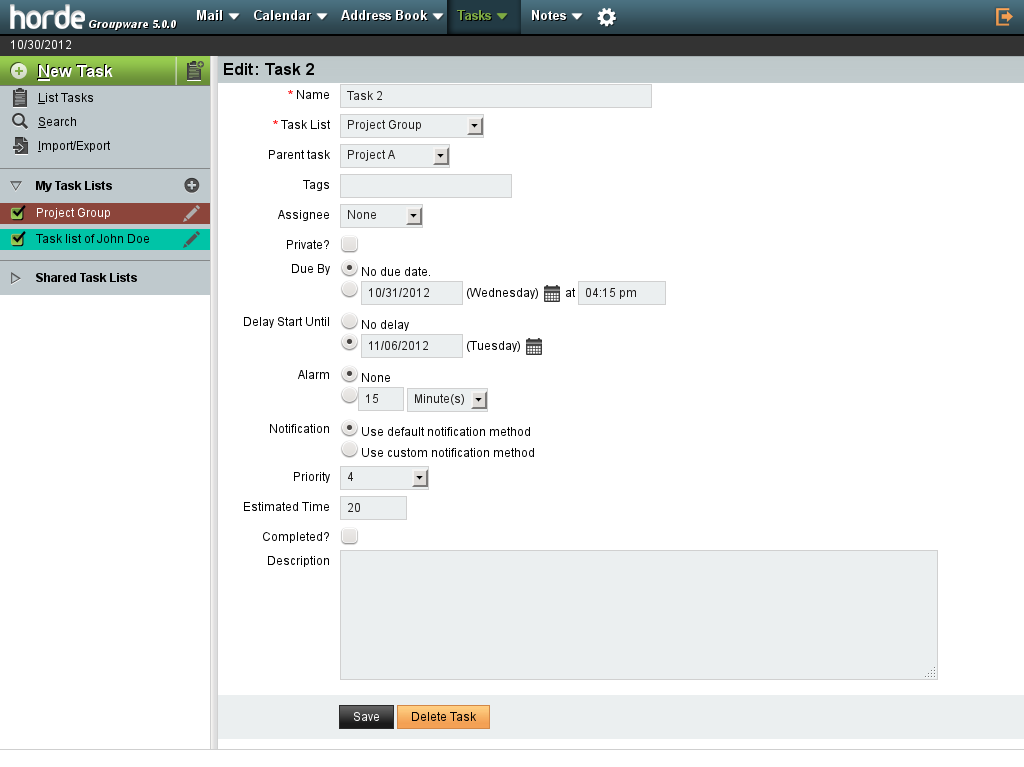 horde Groupware 5.0.0 Mail Calendar Address Book Tasks Notes
10/30/2012
New Task
List Tasks
Search
Import/Export
My Task Lists
Project Group
Task list of John Doe
Shared Task Lists
Edit: Task 2
* Name Task 2
* Task List Project Group
Parent task Project A
Tags
Assignee None
Private?
Due By No due date.
10/31/2012 (Wednesday) at 04:15 pm
Delay Start Until No delay
11/06/2012 (Tuesday)
Alarm None
15 Minute(s)
Notification Use default notification method
Use custom notification method
Priority 4
Estimated Time 20
Completed?
Description
Save Delete Task